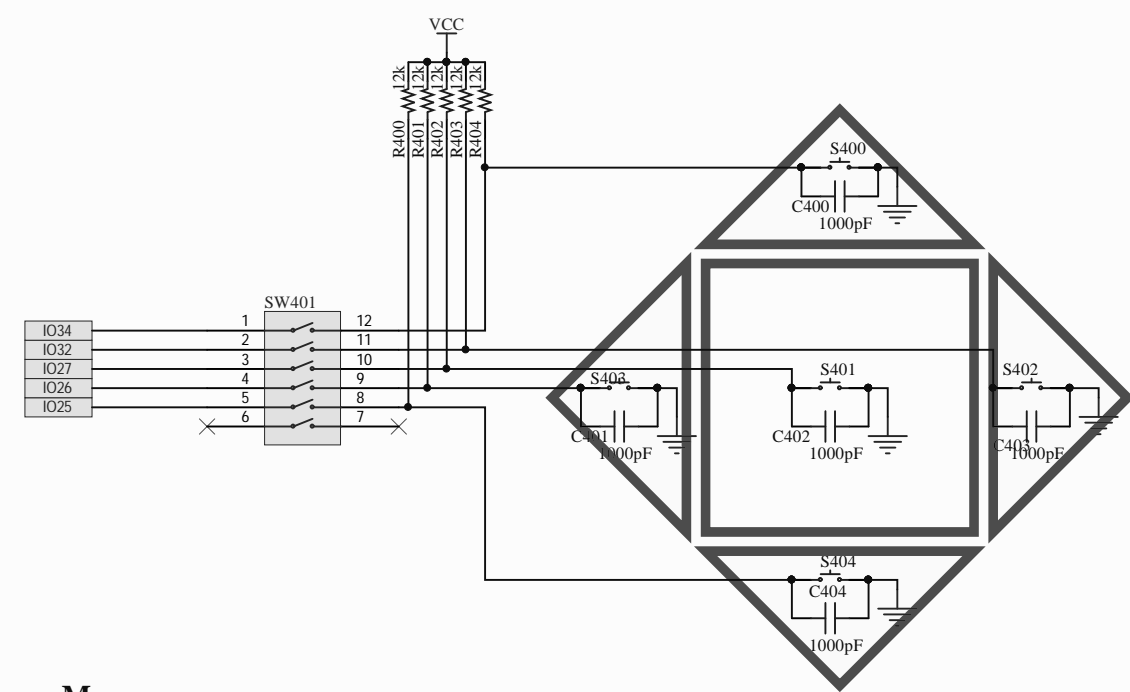 VCC
12k 12k 12k 12k 12k
R400 R401 R402 R403 R404
S400
C400
1000pF
SW401
IO34 1 12
IO32 2 11
IO27 3 10
IO26 4 9
IO25 5 8
6 7
S403
C401
1000pF
S401
C402
1000pF
S402
C403
1000pF
S404
C404
1000pF
M